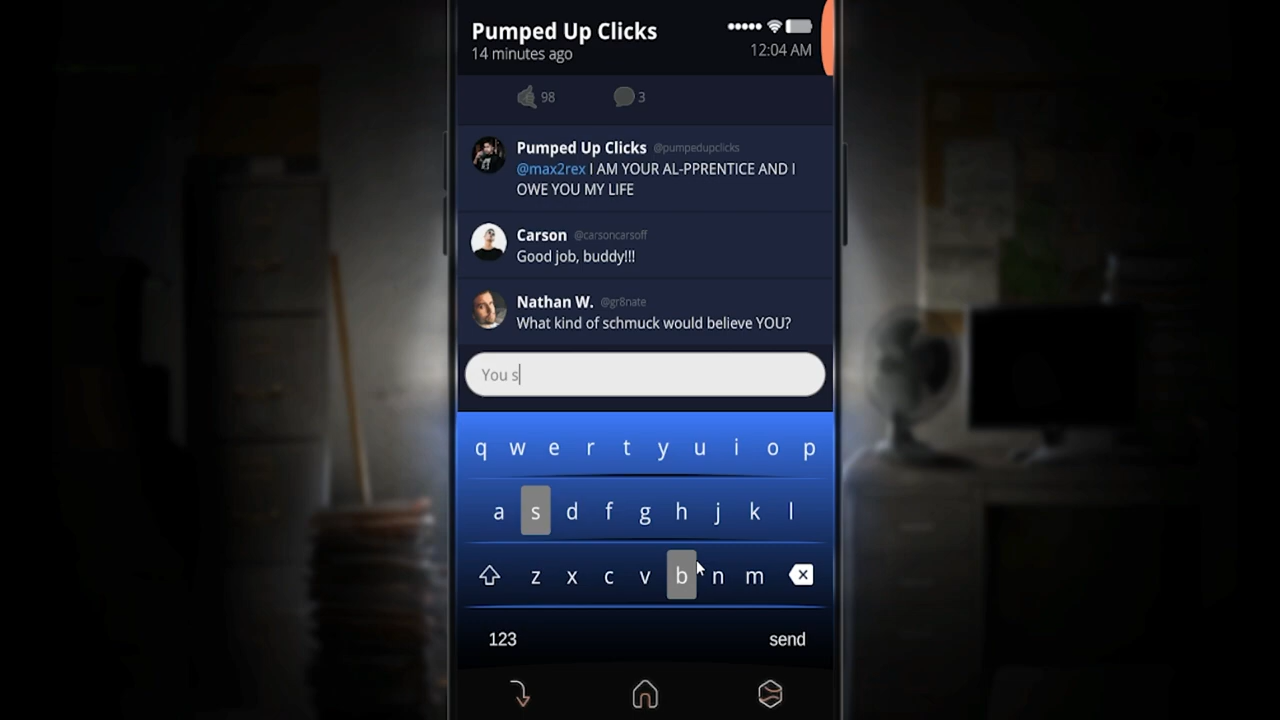 Pumped Up Clicks
14 minutes ago
12:04 AM
98
3
Pumped Up Clicks @pumpedupclicks
@max2rex I AM YOUR AL-PPRENTICE AND I
OWE YOU MY LIFE
Carson @carsoncarsoff
Good job, buddy!!!
Nathan W. @gr8nate
What kind of schmuck would believe YOU?
You s
q w e r t y u i o p
a s d f g h j k l
z x c v b n m
123 send